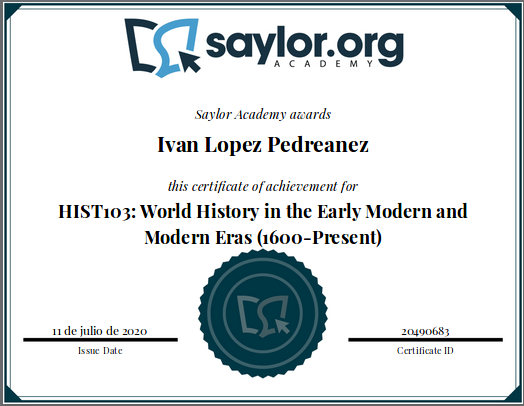 saylor.org
ACADEMY
Saylor Academy awards
Ivan Lopez Pedreanez
this certificate of achievement for
HIST103: World History in the Early Modern and
Modern Eras (1600-Present)
11 de julio de 2020
Issue Date
20490683
Certificate ID